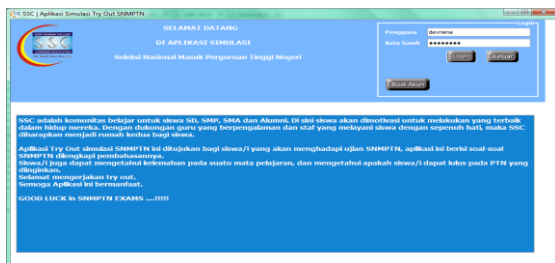 SSC | Aplikasi Simulasi Try Out SNMPTN
SELAMAT DATANG
DI APLIKASI SIMULASI
Seleksi Nasional Masuk Perguruan Tinggi Negeri
SSC
Login
Pengguna
devriena
Kata Sandi
********
Login
Keluar
Buat Akun
SSC adalah komunitas belajar untuk siswa SD, SMP, SMA dan Alumni. Di sini siswa akan dimotivasi untuk melakukan yang terbaik
dalam hidup mereka. Dengan dukungan guru yang berpengalaman dan staf yang melayani siswa dengan sepenuh hati, maka SSC
diharapkan menjadi rumah kedua bagi siswa.
Aplikasi Try Out simulasi SNMPTN ini ditujukan bagi siswa/i yang akan menghadapi ujian SNMPTN, aplikasi ini berisi soal-soal
SNMPTN dilengkapi pembahasannya.
Siswa/i juga dapat mengetahui kelemahan pada suatu mata pelajaran, dan mengetahui apakah siswa/i dapat lulus pada PTN yang
diinginkan.
Selamat mengerjakan try out.
Semoga Aplikasi ini bermanfaat.
GOOD LUCK in SNMPTN EXAMS ....!!!!!